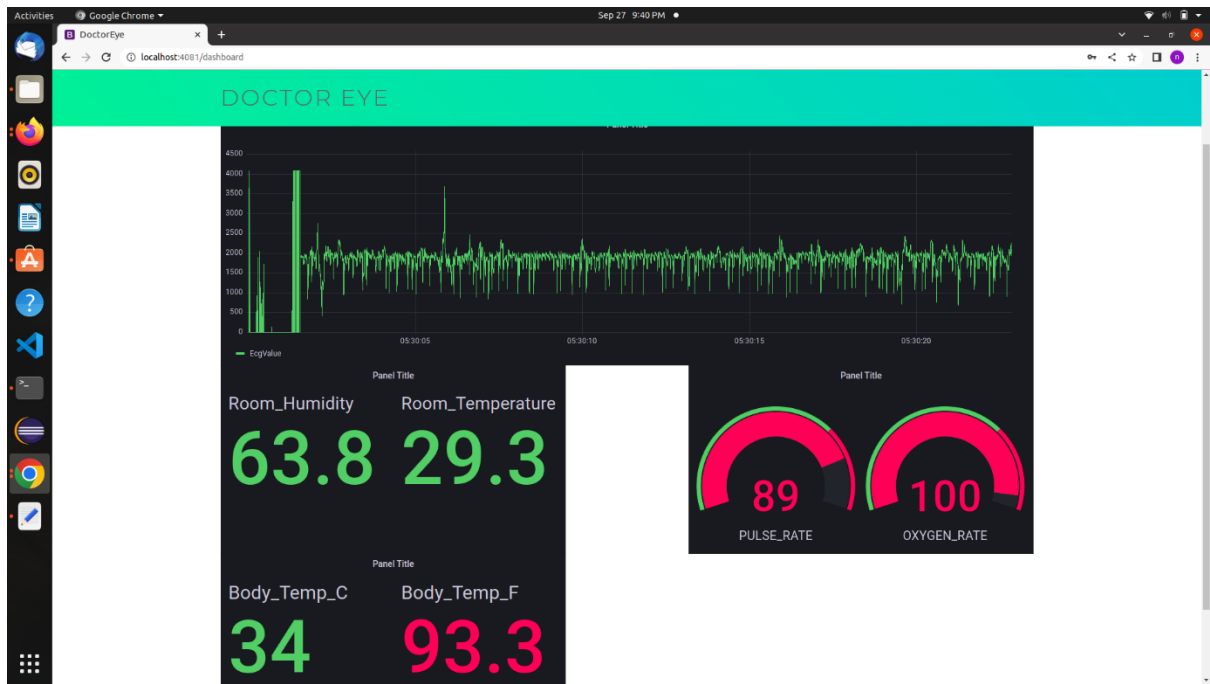 Activities Google Chrome Sep 27 9:40 PM
DoctorEye
localhost:4081/dashboard
DOCTOR EYE
Panel Title
4500
4000
3500
3000
2500
2000
1500
1000
500
0
05:30:05 05:30:10 05:30:15 05:30:20
EcgValue
Panel Title Panel Title
Room_Humidity Room_Temperature
63.8 29.3
89 100
PULSE_RATE OXYGEN_RATE
Panel Title
Body_Temp_C Body_Temp_F
34 93.3